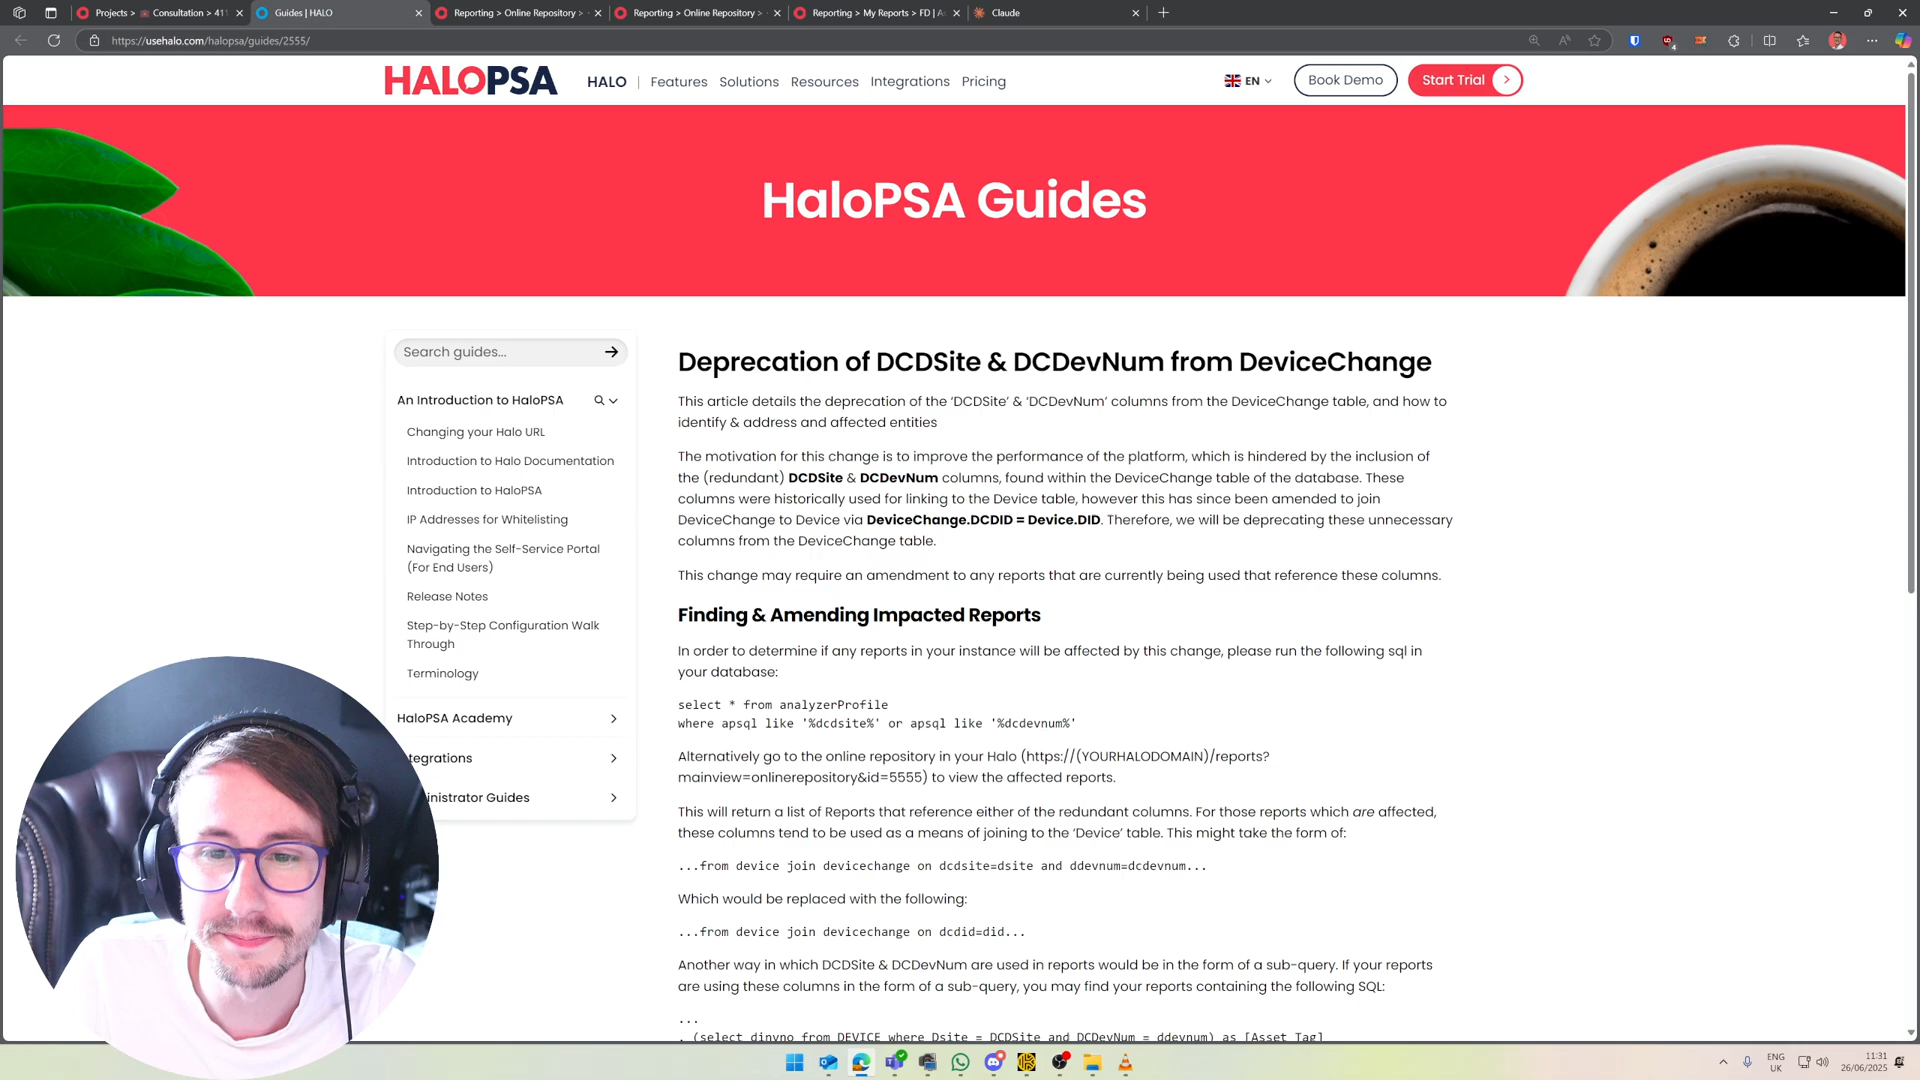 Projects > Consultation > 411
Guides | HALO
Reporting > Online Repository >
Reporting > Online Repository >
Reporting > My Reports > FD | As
Claude
https://usehalo.com/halopsa/guides/2555/
HALOPSA
HALO
Features
Solutions
Resources
Integrations
Pricing
EN
Book Demo
Start Trial
HaloPSA Guides
Search guides...
An Introduction to HaloPSA
Changing your Halo URL
Introduction to Halo Documentation
Introduction to HaloPSA
IP Addresses for Whitelisting
Navigating the Self-Service Portal
(For End Users)
Release Notes
Step-by-Step Configuration Walk
Through
Terminology
HaloPSA Academy
tegrations
inistrator Guides
Deprecation of DCDSite & DCDevNum from DeviceChange
This article details the deprecation of the ‘DCDSite’ & ‘DCDevNum’ columns from the DeviceChange table, and how to
identify & address and affected entities
The motivation for this change is to improve the performance of the platform, which is hindered by the inclusion of
the (redundant) DCDSite & DCDevNum columns, found within the DeviceChange table of the database. These
columns were historically used for linking to the Device table, however this has since been amended to join
DeviceChange to Device via DeviceChange.DCDID = Device.DID. Therefore, we will be deprecating these unnecessary
columns from the DeviceChange table.
This change may require an amendment to any reports that are currently being used that reference these columns.
Finding & Amending Impacted Reports
In order to determine if any reports in your instance will be affected by this change, please run the following sql in
your database:
select * from analyzerProfile
where apsql like '%dcdsite%' or apsql like '%dcdevnum%'
Alternatively go to the online repository in your Halo (https://(YOURHALODOMAIN)/reports?
mainview=onlinerepository&id=5555) to view the affected reports.
This will return a list of Reports that reference either of the redundant columns. For those reports which are affected,
these columns tend to be used as a means of joining to the ‘Device’ table. This might take the form of:
...from device join devicechange on dcdsite=dsite and ddevnum=dcdevnum...
Which would be replaced with the following:
...from device join devicechange on dcdid=did...
Another way in which DCDSite & DCDevNum are used in reports would be in the form of a sub-query. If your reports
are using these columns in the form of a sub-query, you may find your reports containing the following SQL:
...
, (select dinvno from DEVICE where Dsite = DCDSite and DCDevNum = ddevnum) as [Asset Tag]
ENG
UK
11:31
26/06/2025